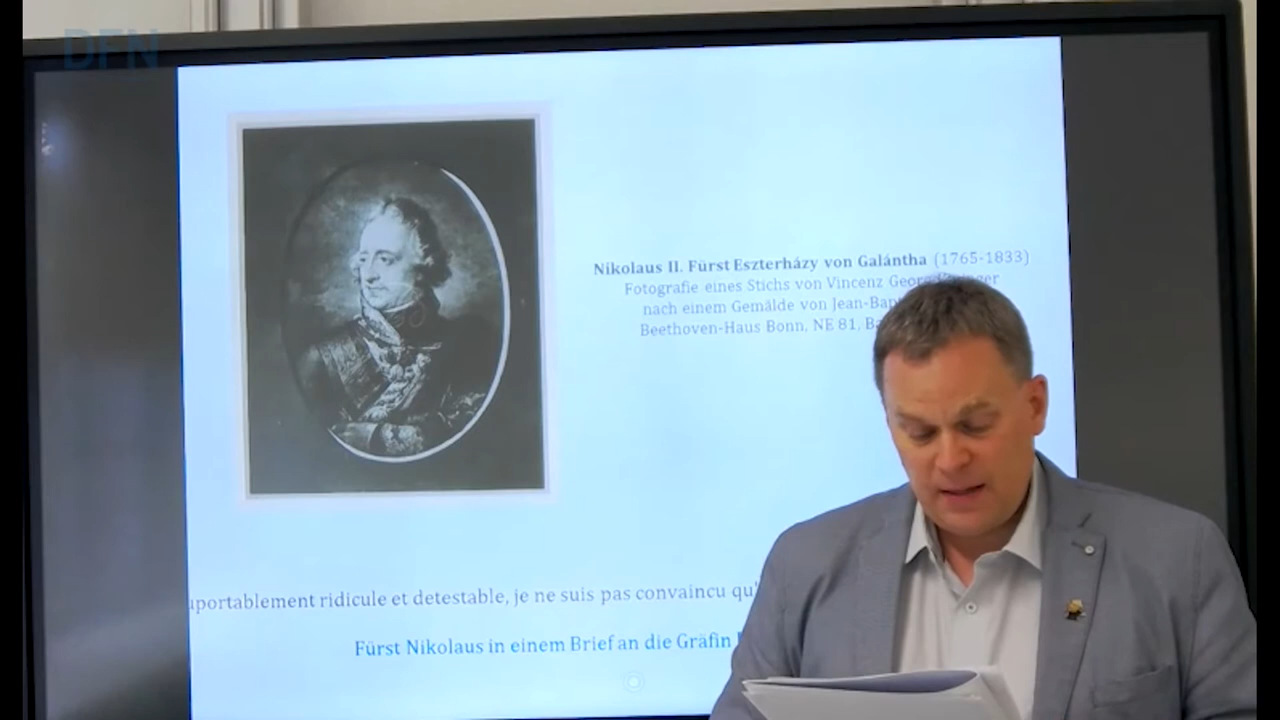 DFN
Nikolaus II. Fürst Eszterházy von Galántha (1765-1833)
Fotografie eines Stichs von Vincenz Georg
nach einem Gemälde von Jean-Bap
Beethoven-Haus Bonn, NE 81, Ba
uportablement ridicule et detestable, je ne suis pas convaincu qu'
Fürst Nikolaus in einem Brief an die Gräfin